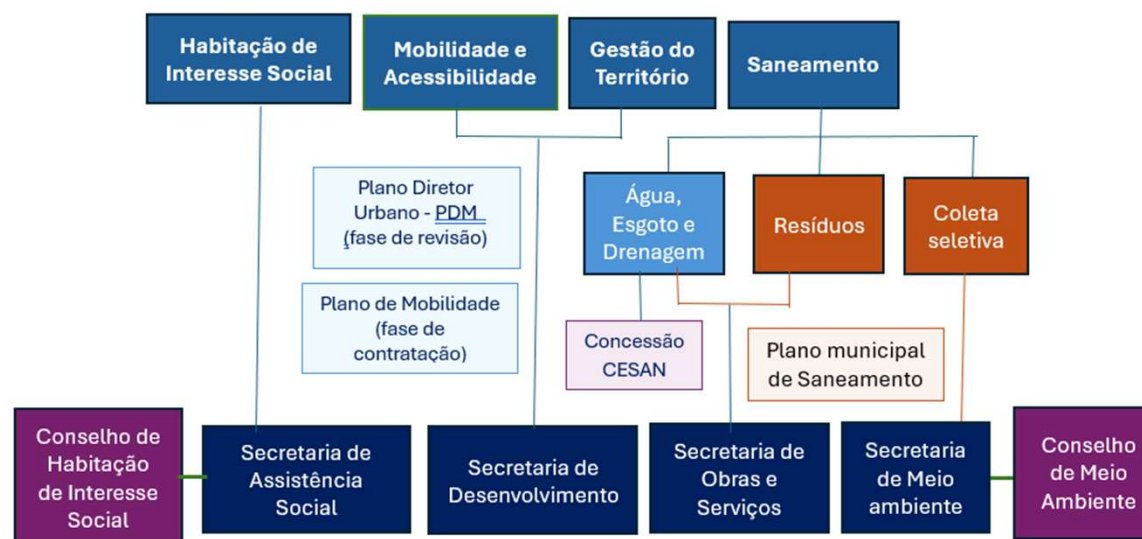 Habitação de
Interesse Social
Mobilidade e
Acessibilidade
Gestão do
Território
Saneamento
Plano Diretor
Urbano - PDM
(fase de revisão)
Água,
Esgoto e
Drenagem
Resíduos
Coleta
seletiva
Plano de Mobilidade
(fase de
contratação)
Concessão
CESAN
Plano municipal
de Saneamento
Conselho de
Habitação
de Interesse
Social
Secretaria de
Assistência
Social
Secretaria de
Desenvolvimento
Secretaria de
Obras e
Serviços
Secretaria
de Meio
ambiente
Conselho
de Meio
Ambiente